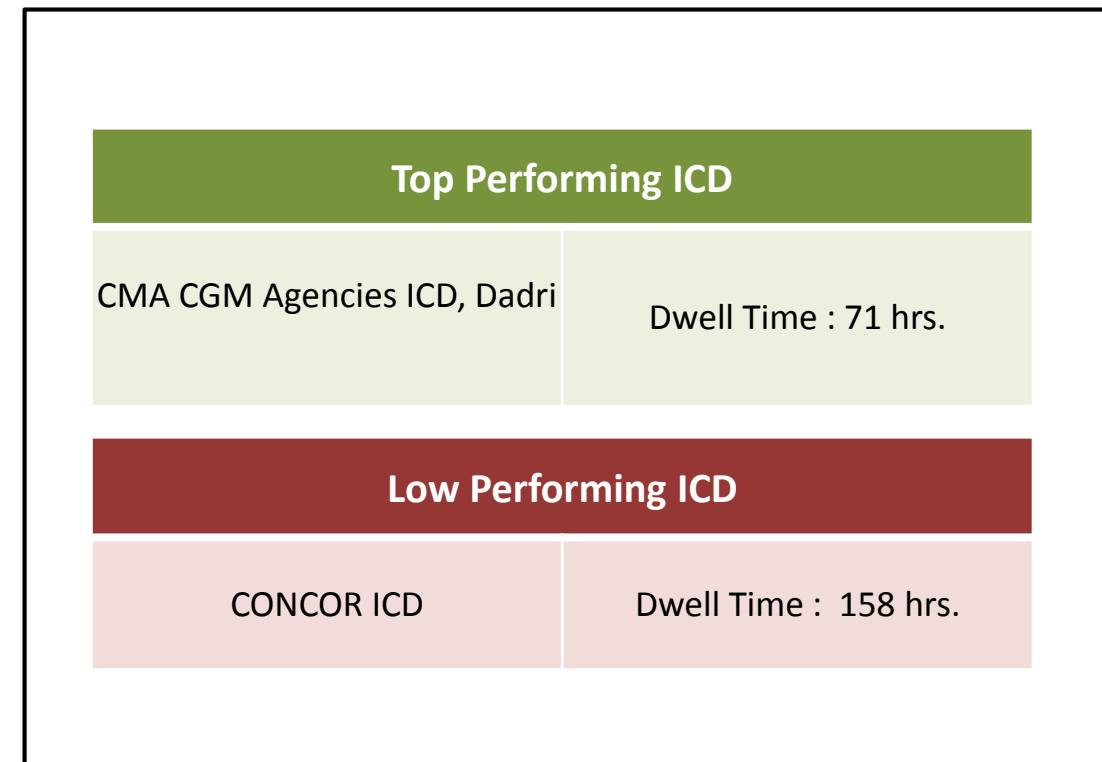 Top Performing ICD
CMA CGM Agencies ICD, Dadri
Dwell Time : 71 hrs.
Low Performing ICD
CONCOR ICD
Dwell Time :  158 hrs.